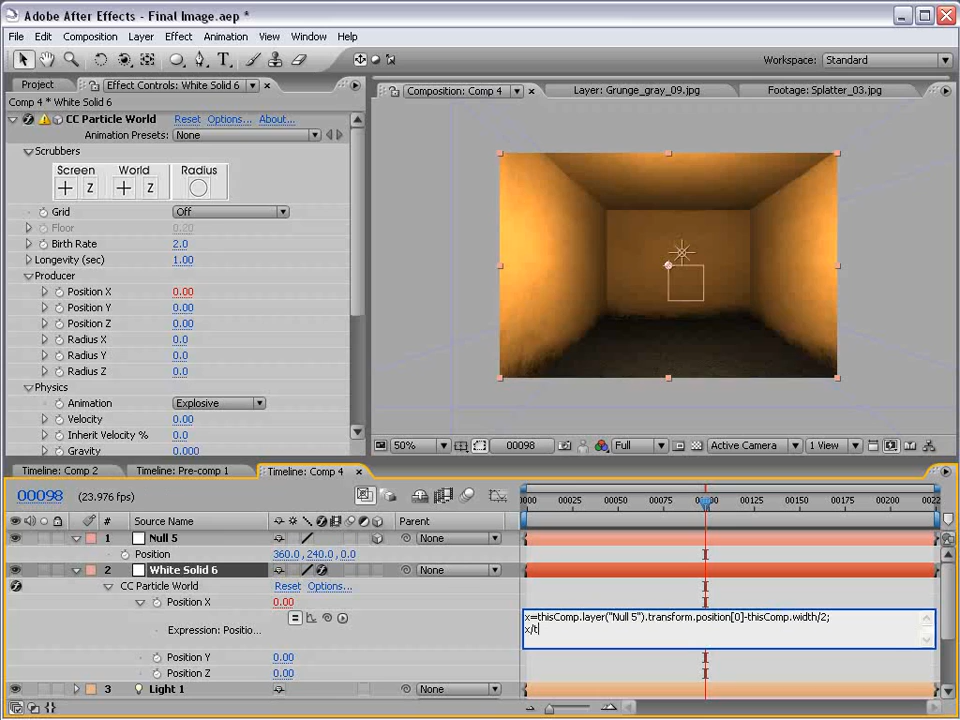 Adobe After Effects - Final Image.aep *
File Edit Composition Layer Effect Animation View Window Help
Workspace: Standard
Project Effect Controls: White Solid 6
Comp 4 * White Solid 6
CC Particle World Reset Options... About...
Animation Presets: None
Scrubbers
Screen World Radius
Z Z
Grid Off
Floor 0.20
Birth Rate 2.0
Longevity (sec) 1.00
Producer
Position X 0.00
Position Y 0.00
Position Z 0.00
Radius X 0.0
Radius Y 0.0
Radius Z 0.0
Physics
Animation Explosive
Velocity 0.00
Inherit Velocity % 0.0
Gravity 0.000
Composition: Comp 4 Layer: Grunge_gray_09.jpg Footage: Splatter_03.jpg
50% 00098 Full Active Camera 1 View
Timeline: Comp 2 Timeline: Pre-comp 1 Timeline: Comp 4
00098 (23.976 fps)
0000 00025 00050 00075 00100 00125 00150 00175 00200 0022
# Source Name Parent
1 Null 5 None
Position 360.0, 240.0, 0.0
2 White Solid 6 None
CC Particle World Reset Options...
Position X 0.00
Expression: Positio...
x=thisComp.layer("Null 5").transform.position[0]-thisComp.width/2;
x/t
Position Y 0.00
Position Z 0.00
3 Light 1 None